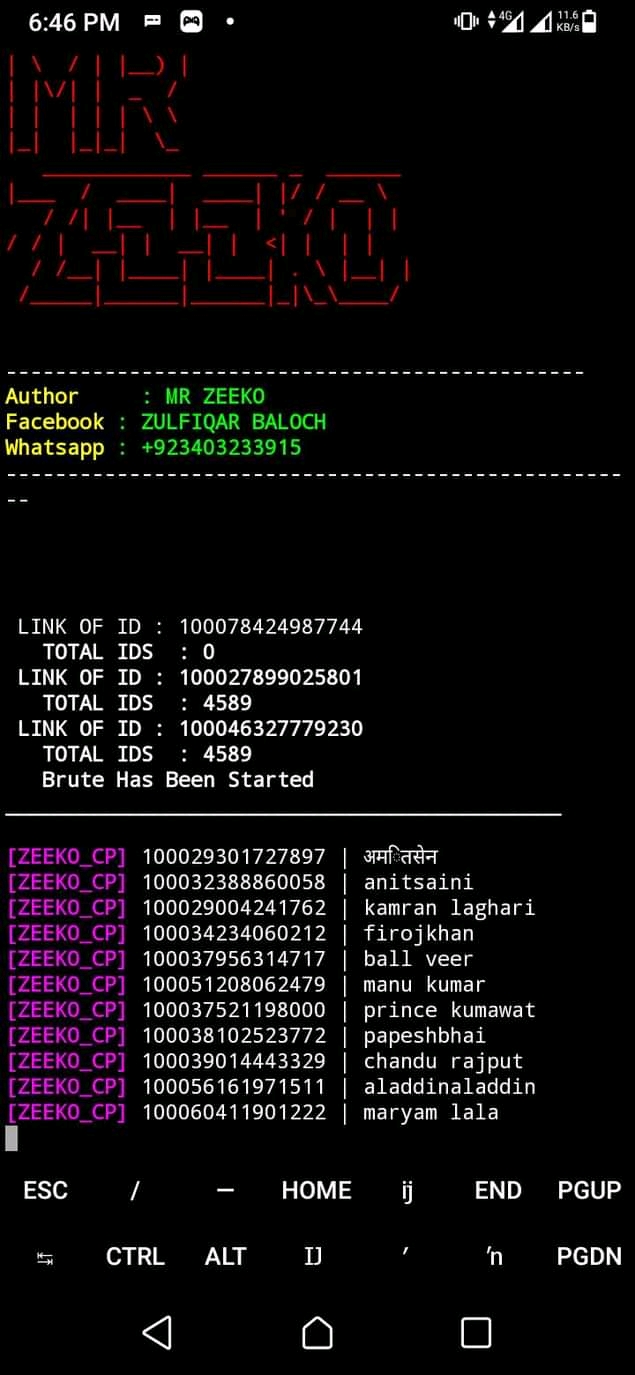 6:46 PM 4G 11.6 KB/s
MR
ZEEKO
-----------------------------------------------
Author : MR ZEEKO
Facebook : ZULFIQAR BALOCH
Whatsapp : +923403233915
--------------------------------------------------
--
LINK OF ID : 100078424987744
TOTAL IDS : 0
LINK OF ID : 100027899025801
TOTAL IDS : 4589
LINK OF ID : 100046327779230
TOTAL IDS : 4589
Brute Has Been Started
[ZEEKO_CP] 100029301727897 | अमितसेन
[ZEEKO_CP] 100032388860058 | anitsaini
[ZEEKO_CP] 100029004241762 | kamran laghari
[ZEEKO_CP] 100034234060212 | firojkhan
[ZEEKO_CP] 100037956314717 | ball veer
[ZEEKO_CP] 100051208062479 | manu kumar
[ZEEKO_CP] 100037521198000 | prince kumawat
[ZEEKO_CP] 100038102523772 | papeshbhai
[ZEEKO_CP] 100039014443329 | chandu rajput
[ZEEKO_CP] 100056161971511 | aladdinaladdin
[ZEEKO_CP] 100060411901222 | maryam lala
ESC / — HOME ĳ END PGUP
↹ CTRL ALT Ĳ ʹ ŉ PGDN